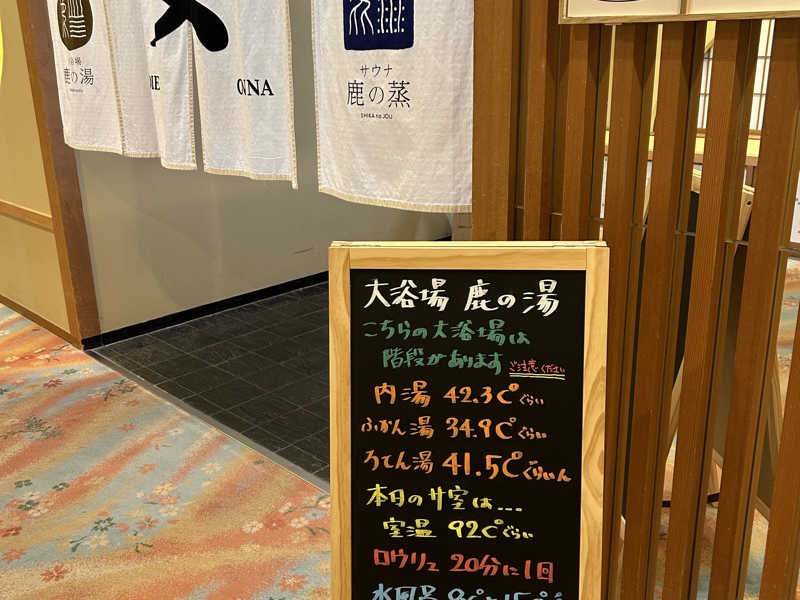 鹿の湯
女
ONNA
サウナ
鹿の蒸
SHIKA no JOU
大浴場 鹿の湯
こちらの大浴場は
階段があります ご注意ください
内湯 42.3℃ぐらい
ふかん湯 34.9℃ぐらい
ろてん湯 41.5℃ぐらいん
本日のサ室は...
室温 92℃ぐらい
ロウリュ 20分に1回